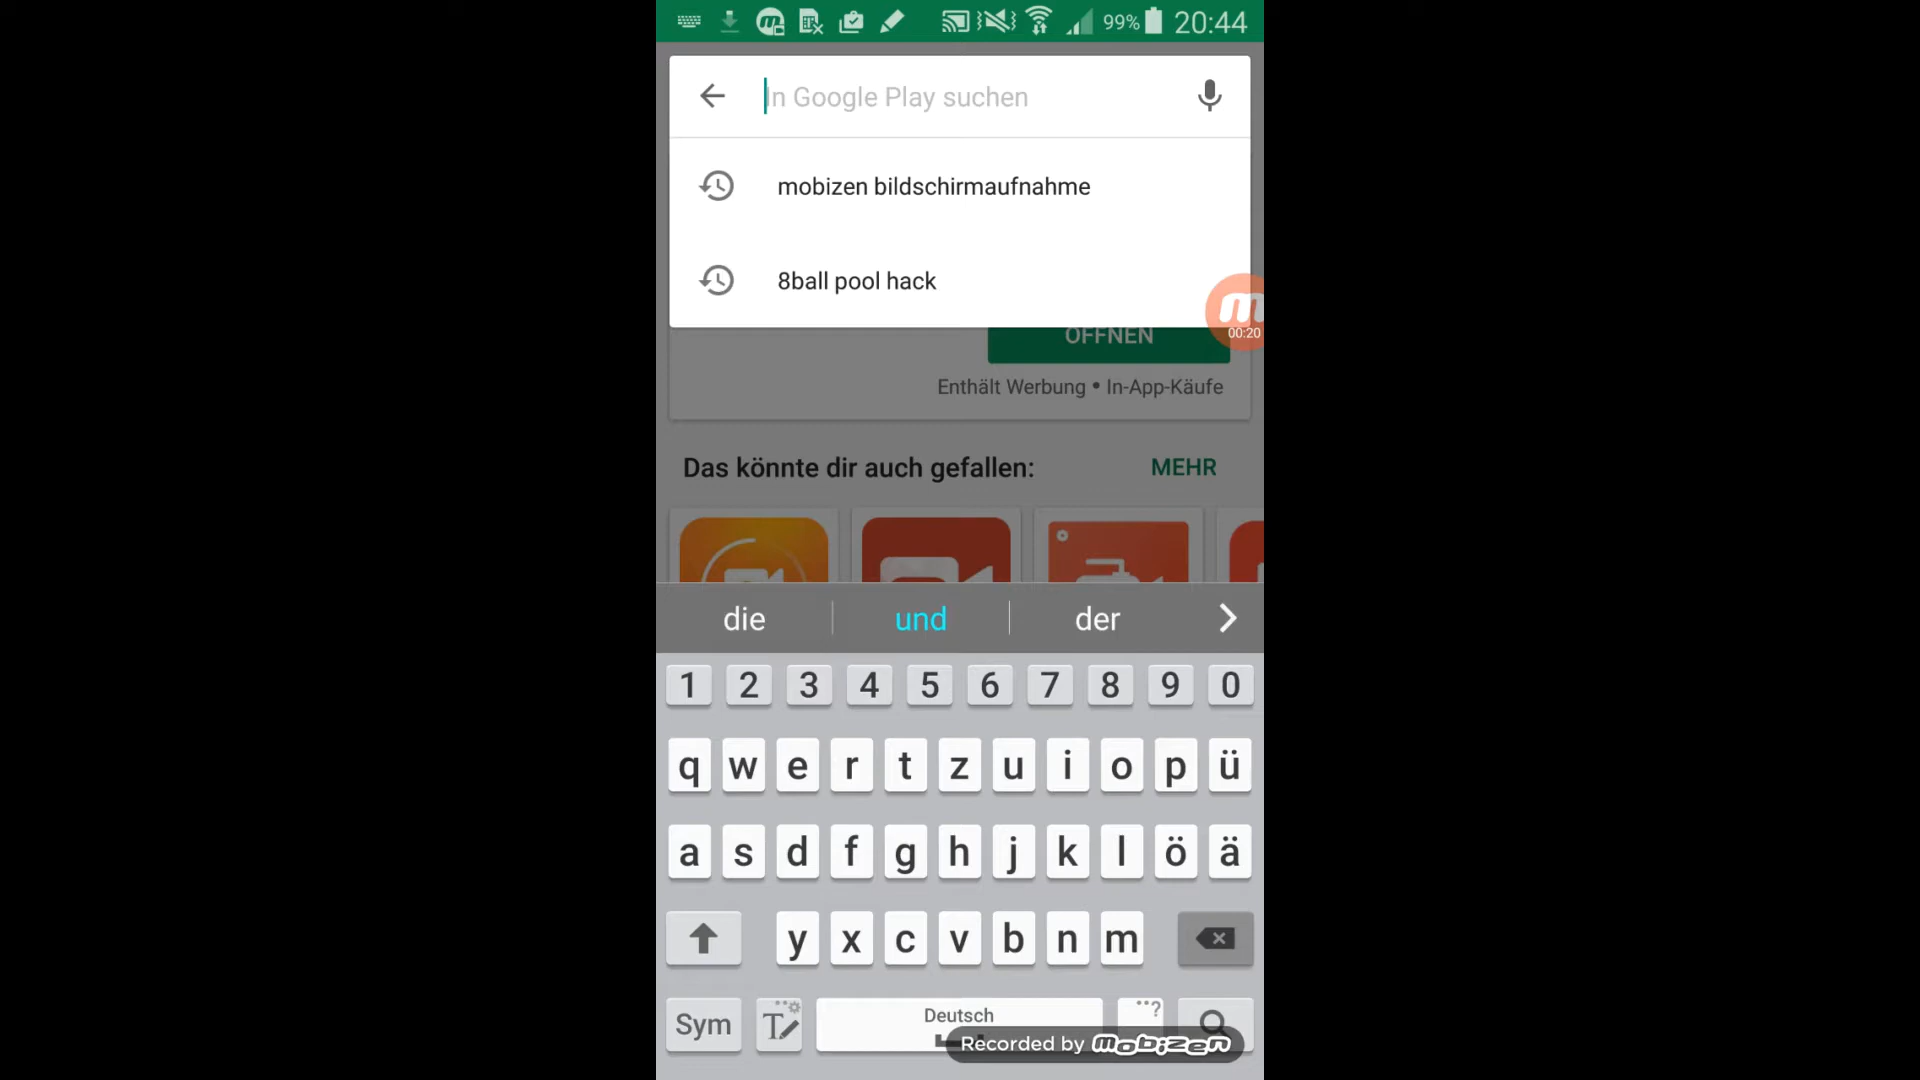 99% 20:44
In Google Play suchen
mobizen bildschirmaufnahme
8ball pool hack
00:20
ÖFFNEN
Enthält Werbung • In-App-Käufe
Das könnte dir auch gefallen: MEHR
die und der
1 2 3 4 5 6 7 8 9 0
q w e r t z u i o p ü
a s d f g h j k l ö ä
y x c v b n m
Sym Deutsch ?
Recorded by mobizen